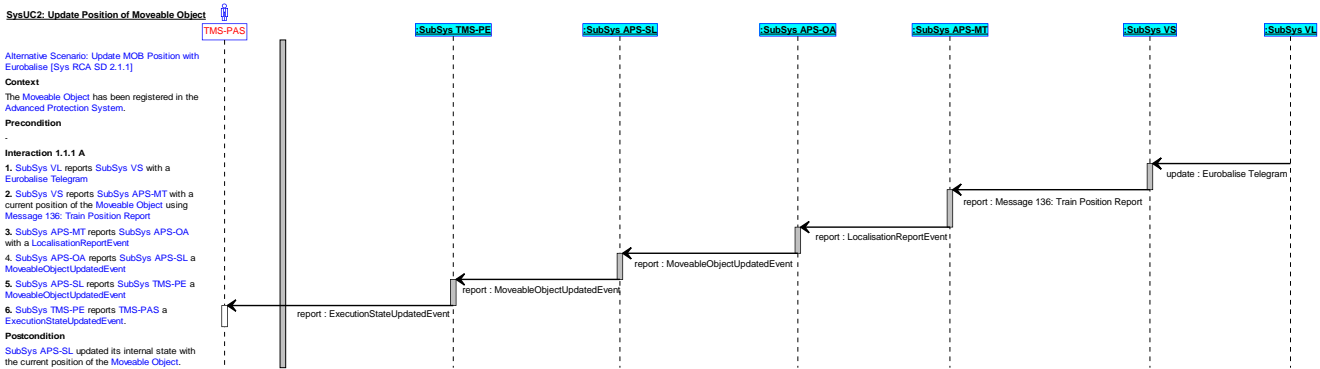 SysUC2: Update Position of Moveable Object
TMS-PAS
:SubSys TMS-PE
:SubSys APS-SL
:SubSys APS-OA
:SubSys APS-MT
:SubSys VS
:SubSys VL
Alternative Scenario: Update MOB Position with
Eurobalise [Sys RCA SD 2.1.1]
Context
The Moveable Object has been registered in the
Advanced Protection System.
Precondition
-
Interaction 1.1.1 A
1. SubSys VL reports SubSys VS with a
Eurobalise Telegram
2. SubSys VS reports SubSys APS-MT with a
current position of the Moveable Object using
Message 136: Train Position Report
3. SubSys APS-MT reports SubSys APS-OA
with a LocalisationReportEvent
4. SubSys APS-OA reports SubSys APS-SL a
MoveableObjectUpdatedEvent
5. SubSys APS-SL reports SubSys TMS-PE a
MoveableObjectUpdatedEvent
6. SubSys TMS-PE reports TMS-PAS a
ExecutionStateUpdatedEvent.
Postcondition
SubSys APS-SL updated its internal state with
the current position of the Moveable Object.
update : Eurobalise Telegram
report : Message 136: Train Position Report
report : LocalisationReportEvent
report : MoveableObjectUpdatedEvent
report : MoveableObjectUpdatedEvent
report : ExecutionStateUpdatedEvent